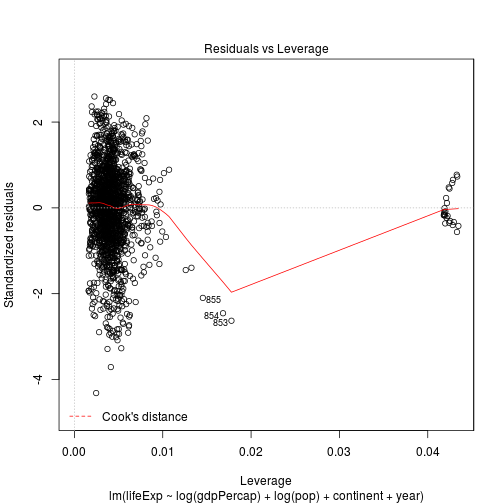 Residuals vs Leverage
Standardized residuals
2
0
-2
-4
855
854
853
Cook's distance
0.00 0.01 0.02 0.03 0.04
Leverage
lm(lifeExp ~ log(gdpPercap) + log(pop) + continent + year)